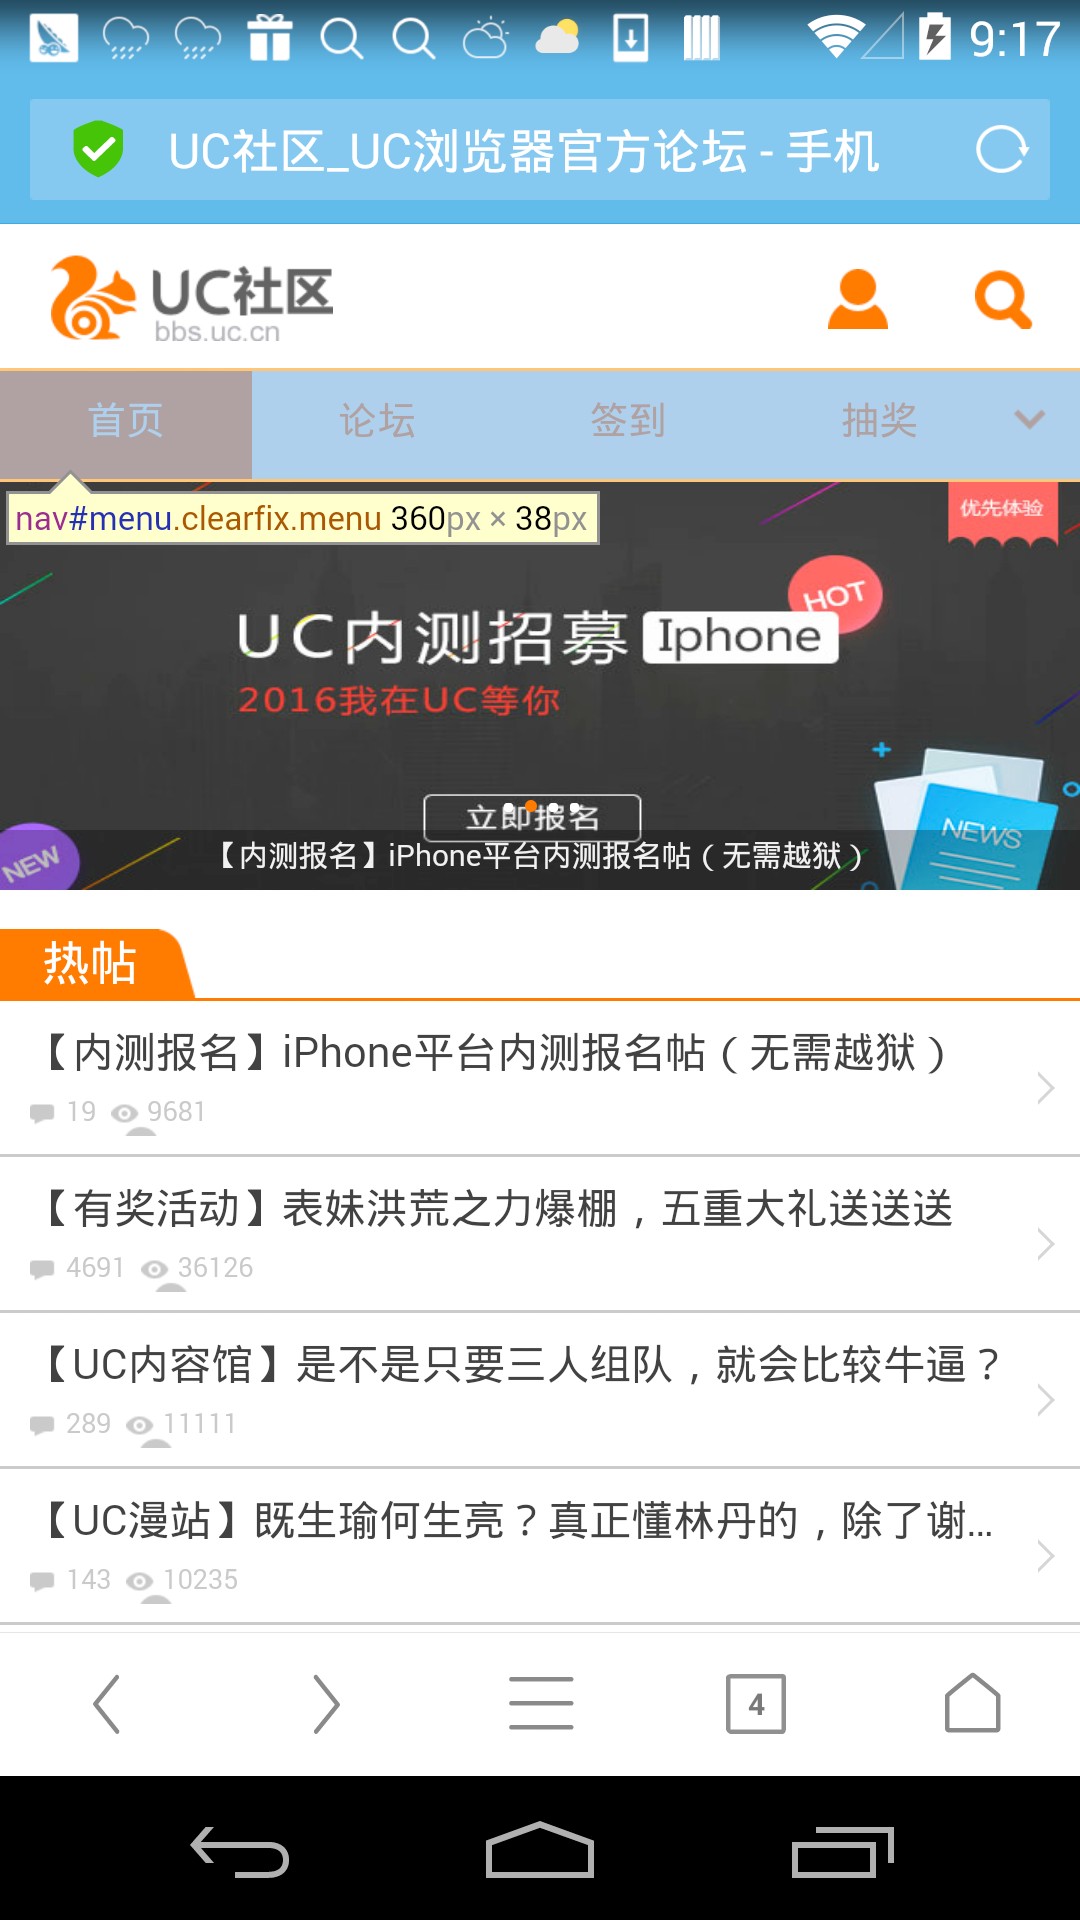 9:17
UC社区_UC浏览器官方论坛 - 手机
UC社区
bbs.uc.cn
首页 论坛 签到 抽奖
nav#menu.clearfix.menu 360px × 38px
优先体验
HOT
UC内测招募 Iphone
2016我在UC等你
立即报名
NEWS
NEW
【内测报名】iPhone平台内测报名帖（无需越狱）
热帖
【内测报名】iPhone平台内测报名帖（无需越狱）
19 9681
【有奖活动】表妹洪荒之力爆棚，五重大礼送送送
4691 36126
【UC内容馆】是不是只要三人组队，就会比较牛逼？
289 11111
【UC漫站】既生瑜何生亮？真正懂林丹的，除了谢...
143 10235
4